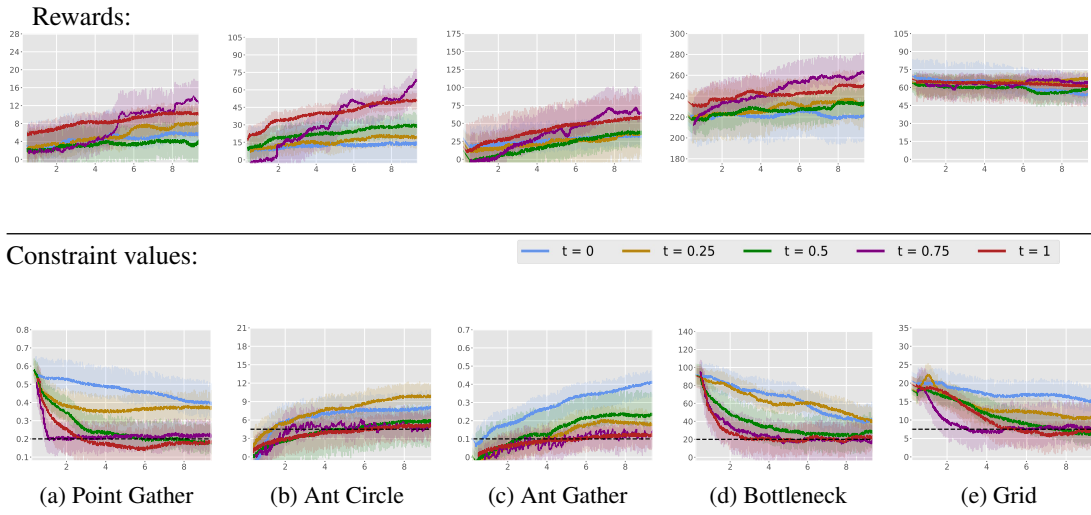 Rewards:
28 24 20 16 12 8 4 0
2 4 6 8
105 90 75 60 45 30 15 0
2 4 6 8
175 150 125 100 75 50 25 0
2 4 6 8
300 280 260 240 220 200 180
2 4 6 8
105 90 75 60 45 30 15 0
2 4 6 8
Constraint values:
t = 0 t = 0.25 t = 0.5 t = 0.75 t = 1
0.8 0.7 0.6 0.5 0.4 0.3 0.2 0.1
2 4 6 8
21 18 15 12 9 6 3 0
2 4 6 8
0.7 0.6 0.5 0.4 0.3 0.2 0.1 0.0
2 4 6 8
140 120 100 80 60 40 20 0
2 4 6 8
35 30 25 20 15 10 5 0
2 4 6 8
(a) Point Gather (b) Ant Circle (c) Ant Gather (d) Bottleneck (e) Grid